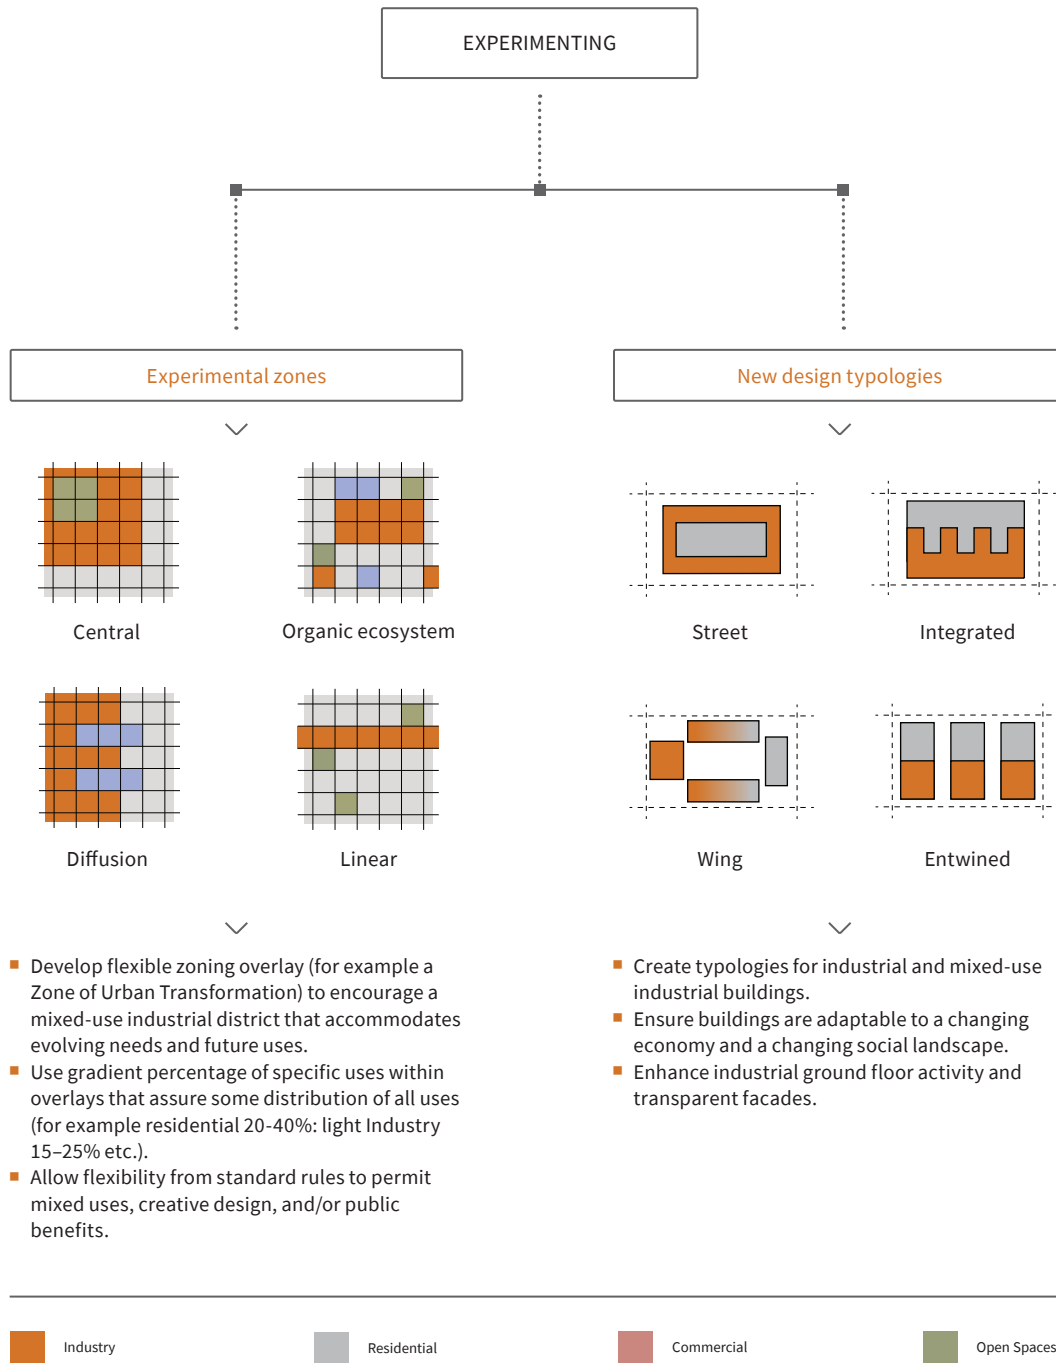 EXPERIMENTING
Experimental zones
New design typologies
Central
Organic ecosystem
Street
Integrated
Diffusion
Linear
Wing
Entwined
Develop flexible zoning overlay (for example a
Zone of Urban Transformation) to encourage a
mixed-use industrial district that accommodates
evolving needs and future uses.
Use gradient percentage of specific uses within
overlays that assure some distribution of all uses
(for example residential 20-40%: light Industry
15–25% etc.).
Allow flexibility from standard rules to permit
mixed uses, creative design, and/or public
benefits.
Create typologies for industrial and mixed-use
industrial buildings.
Ensure buildings are adaptable to a changing
economy and a changing social landscape.
Enhance industrial ground floor activity and
transparent facades.
Industry
Residential
Commercial
Open Spaces